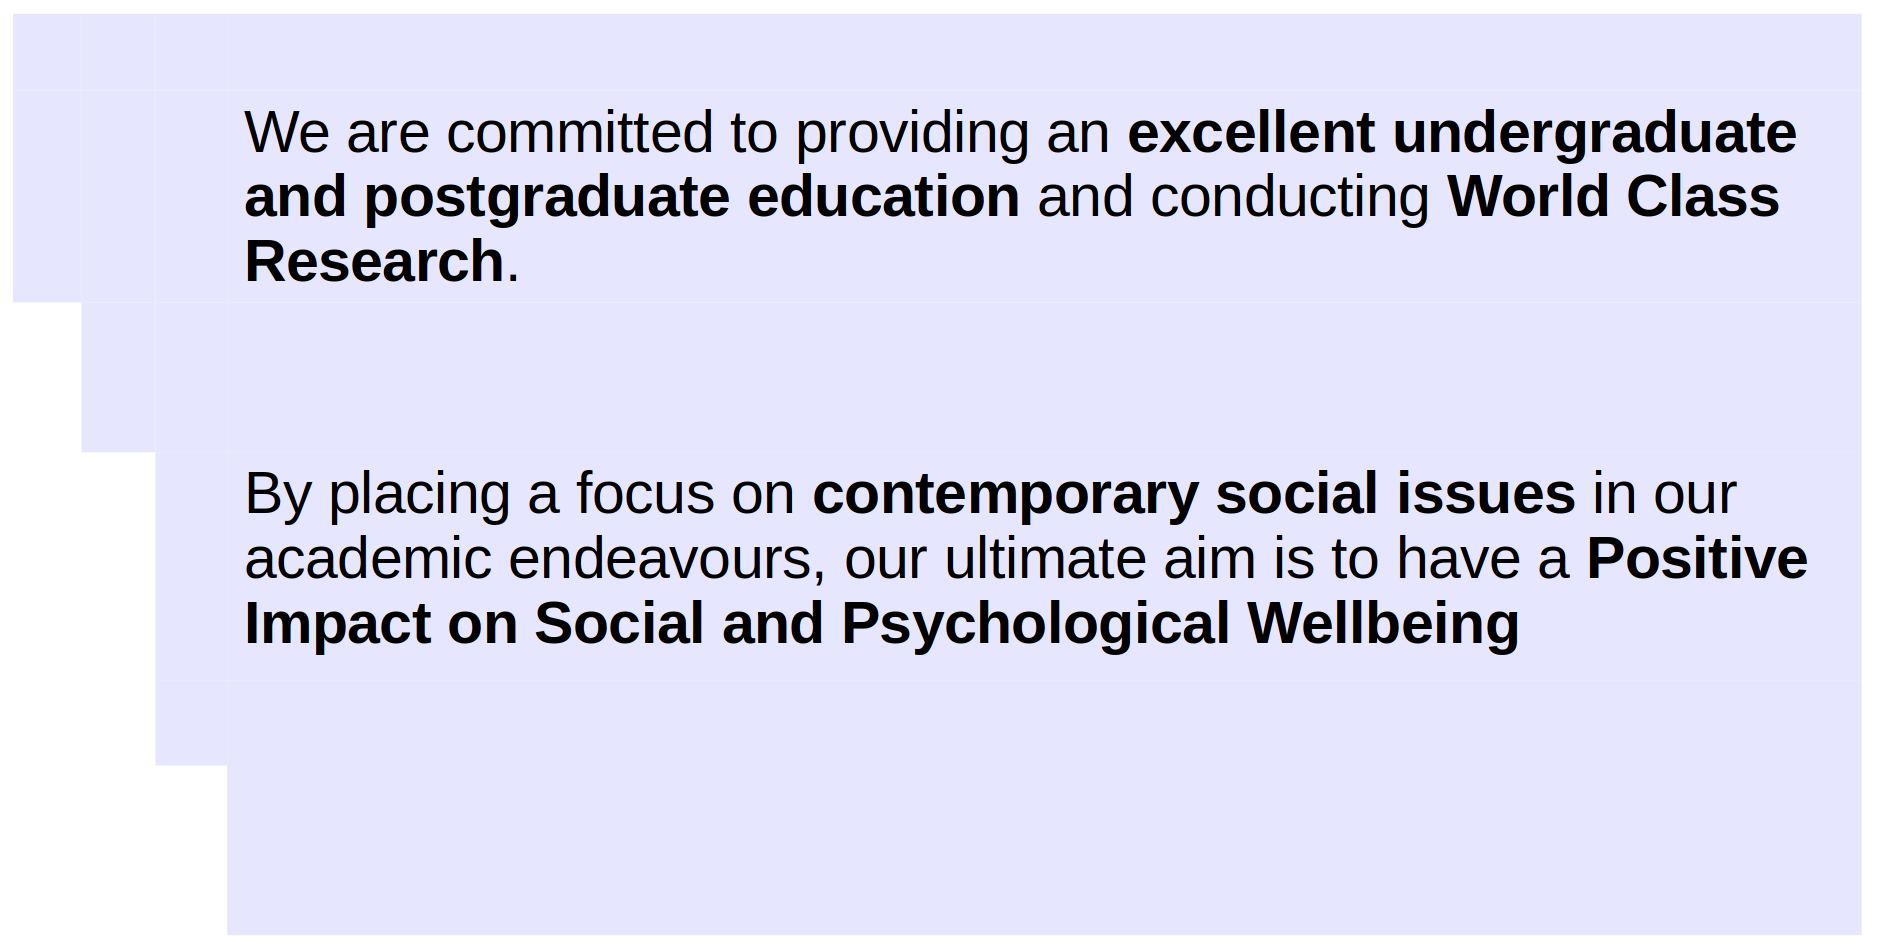 We are committed to providing an excellent undergraduate
and postgraduate education and conducting World Class
Research.
By placing a focus on contemporary social issues in our
academic endeavours, our ultimate aim is to have a Positive
Impact on Social and Psychological Wellbeing